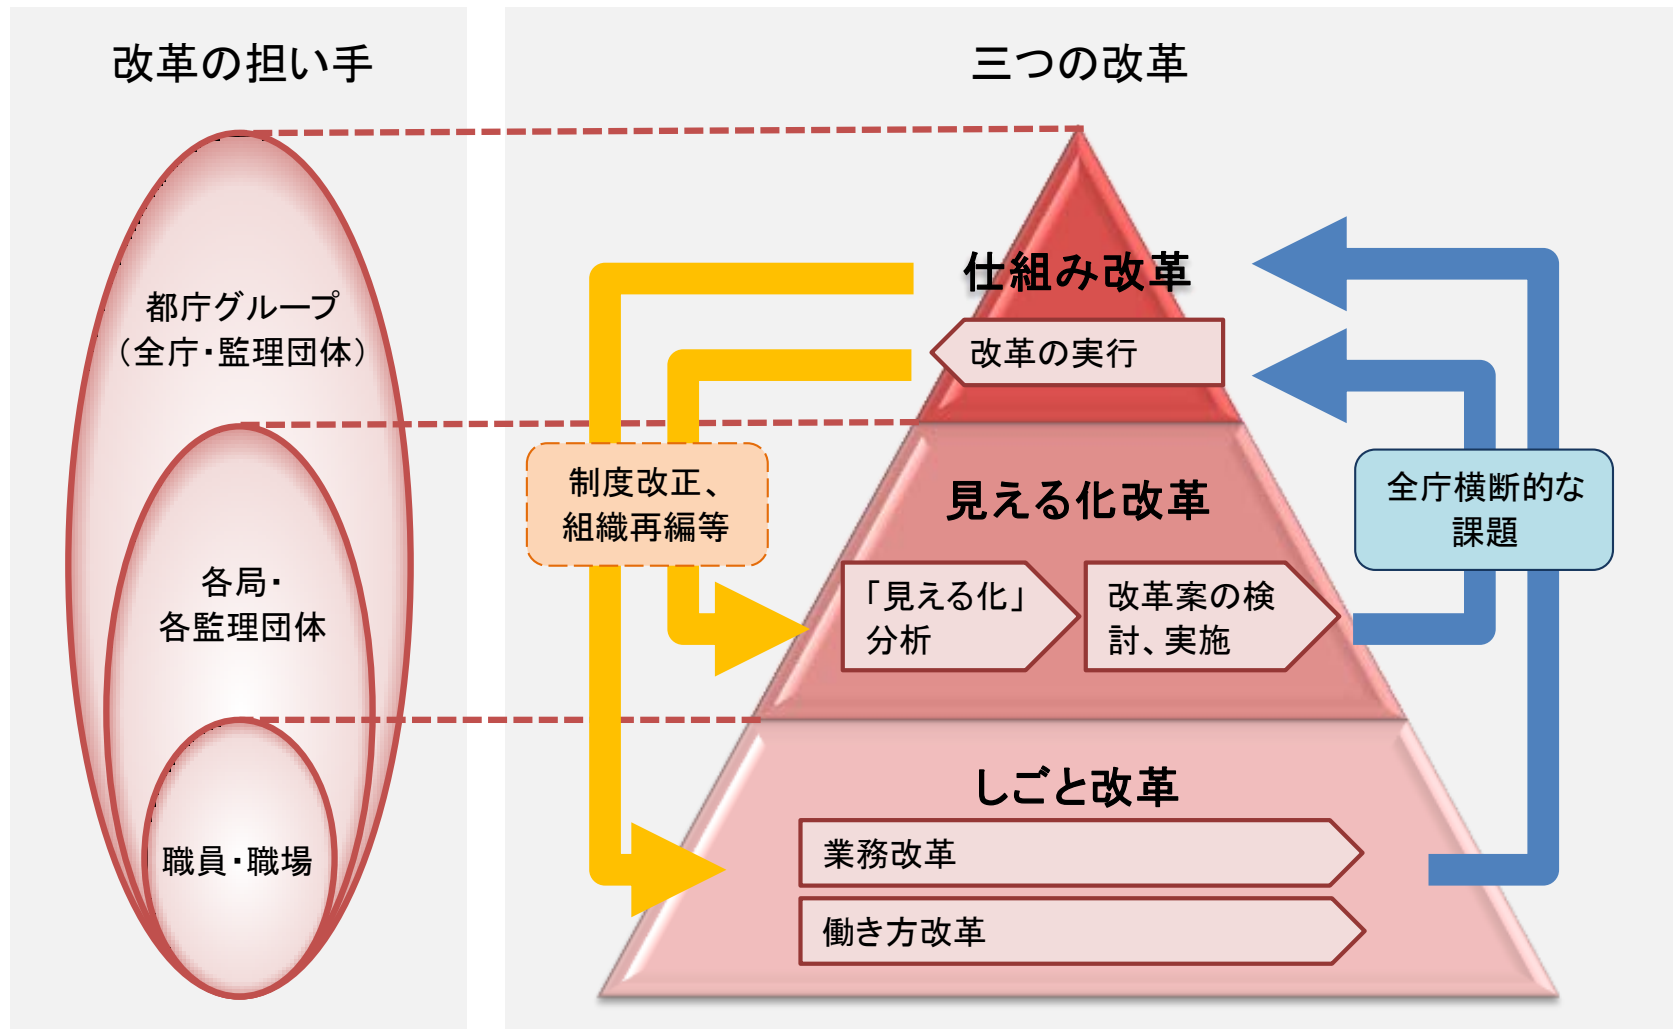 改革の担い手
都庁グループ
（全庁・監理団体）
各局・
各監理団体
職員・職場
三つの改革
仕組み改革
改革の実行
制度改正、
組織再編等
見える化改革
「見える化」
分析
改革案の検
討、実施
全庁横断的な
課題
しごと改革
業務改革
働き方改革